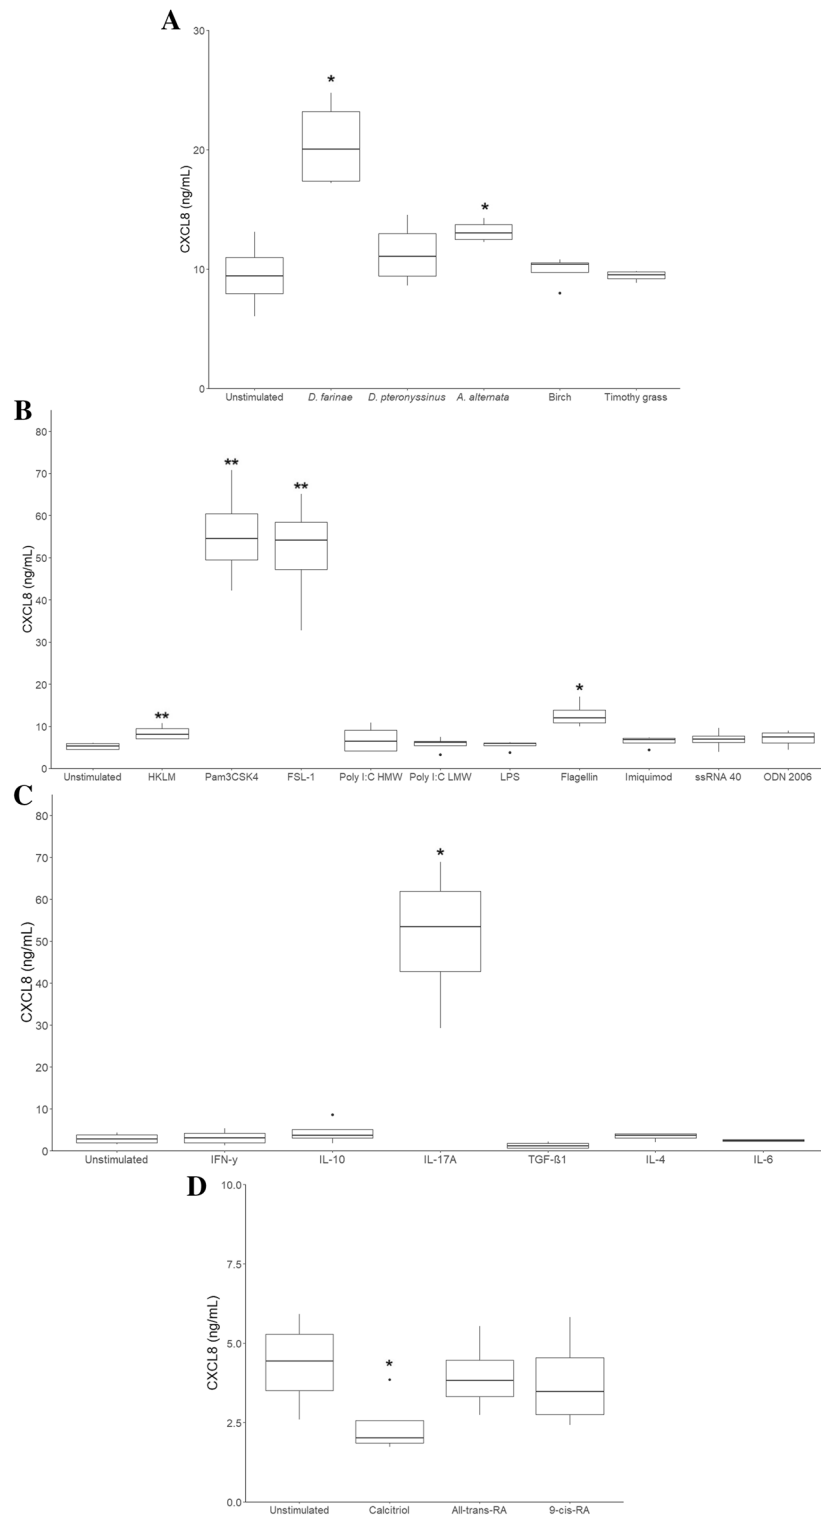 A
30
*
20
*
10
0
CXCL8 (ng/mL)
Unstimulated D. farinae D. pteronyssinus A. alternata Birch Timothy grass
B
80
70
60
50
40
30
20
10
0
CXCL8 (ng/mL)
** ** ** *
Unstimulated HKLM Pam3CSK4 FSL-1 Poly I:C HMW Poly I:C LMW LPS Flagellin Imiquimod ssRNA 40 ODN 2006
C
80
70
60
50
40
30
20
10
0
CXCL8 (ng/mL)
*
Unstimulated IFN-y IL-10 IL-17A TGF-ß1 IL-4 IL-6
D
10.0
7.5
5.0
2.5
0.0
CXCL8 (ng/mL)
*
Unstimulated Calcitriol All-trans-RA 9-cis-RA